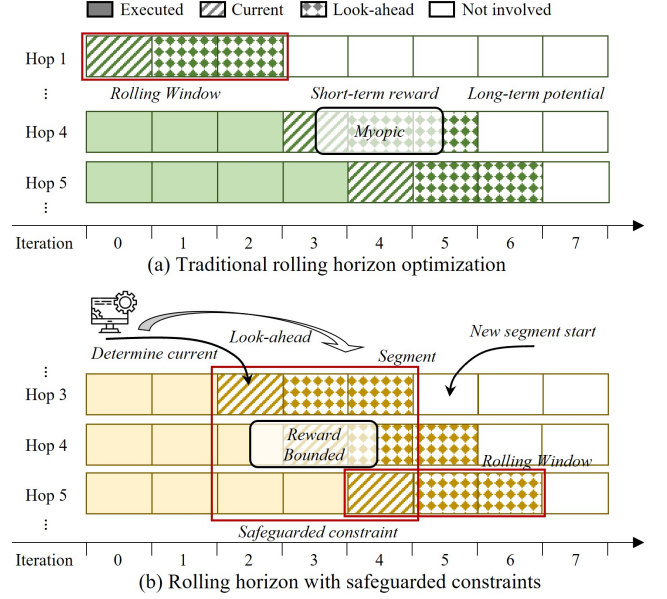 Executed Current Look-ahead Not involved
Hop 1
⋮
Rolling Window Short-term reward Long-term potential
Hop 4
Myopic
Hop 5
⋮
Iteration 0 1 2 3 4 5 6 7
(a) Traditional rolling horizon optimization
Look-ahead
New segment start
Determine current
Segment
⋮
Hop 3
Hop 4
Reward
Bounded
Rolling Window
Hop 5
⋮
Safeguarded constraint
Iteration 0 1 2 3 4 5 6 7
(b) Rolling horizon with safeguarded constraints